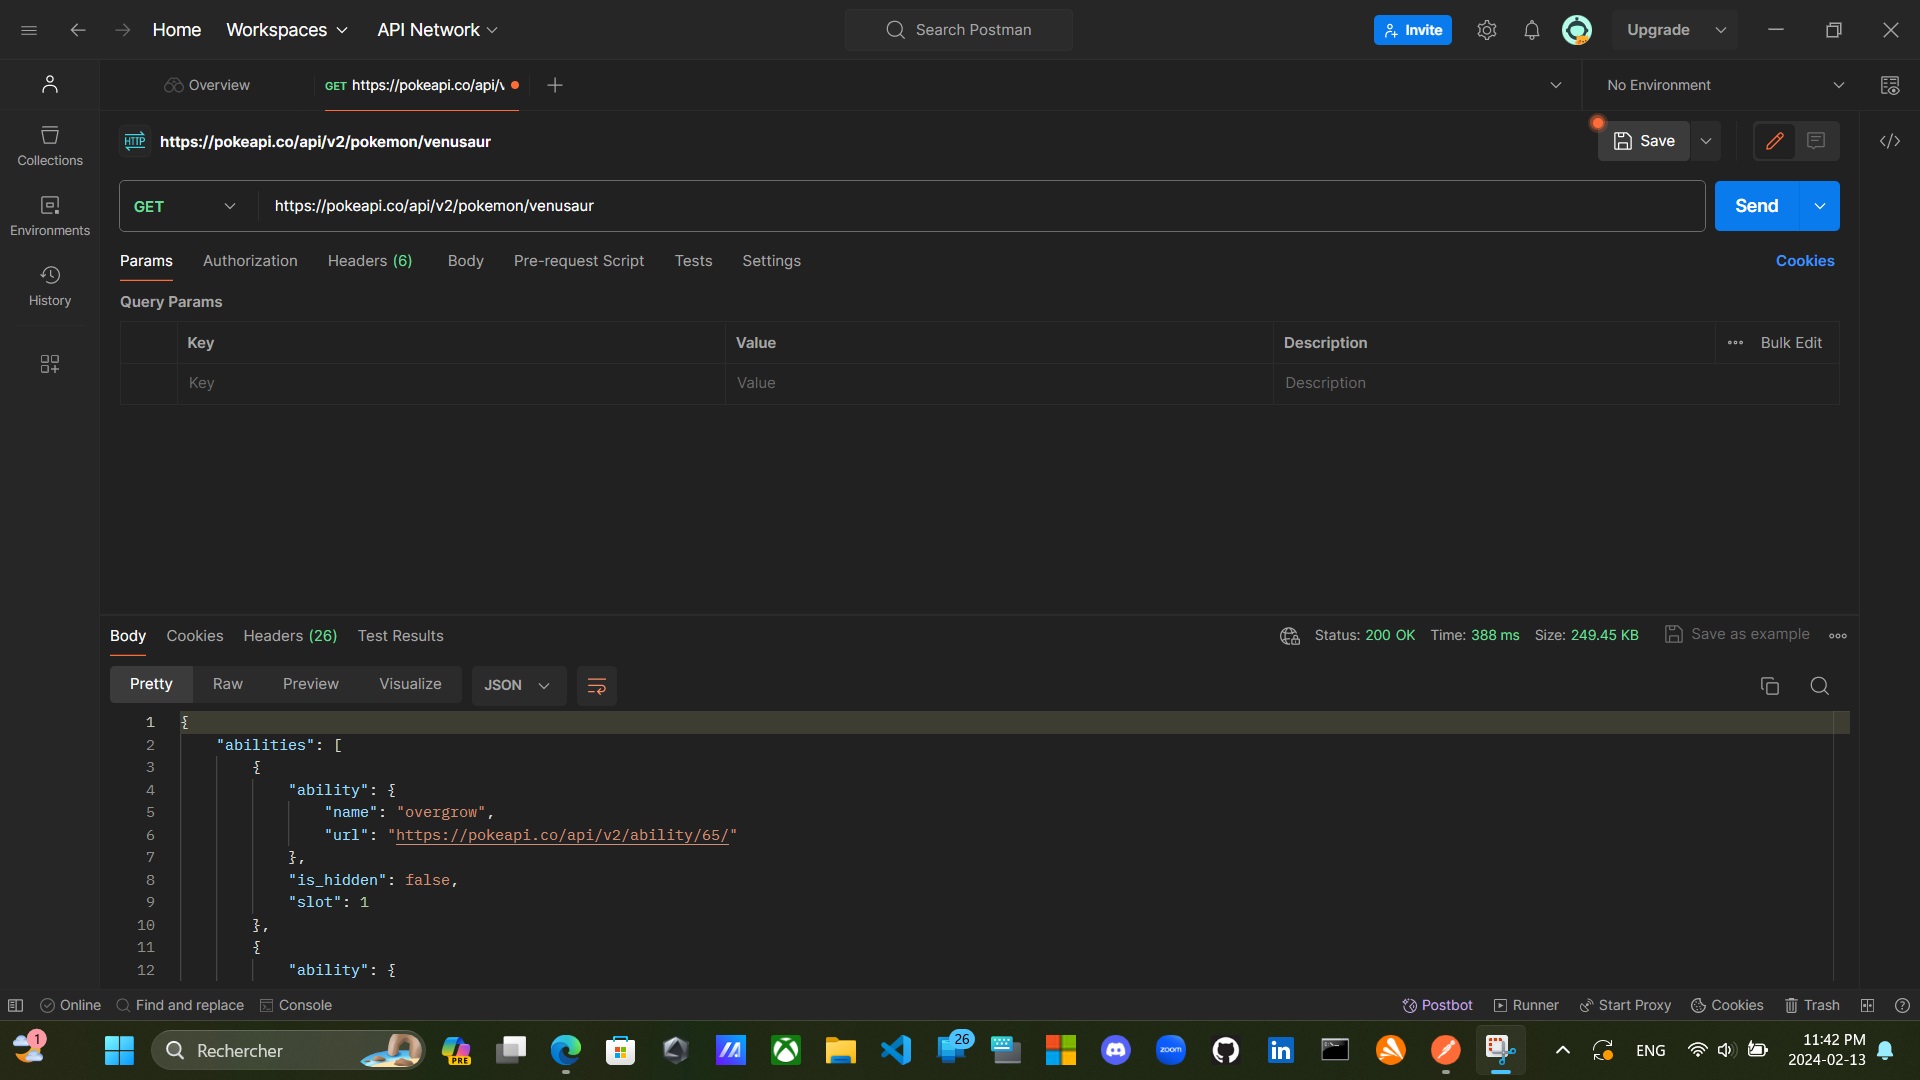 Home Workspaces API Network Search Postman Invite Upgrade
Overview GET https://pokeapi.co/api/v No Environment
HTTP https://pokeapi.co/api/v2/pokemon/venusaur Save
Collections
GET https://pokeapi.co/api/v2/pokemon/venusaur Send
Environments
Params Authorization Headers (6) Body Pre-request Script Tests Settings Cookies
History
Query Params
Key Value Description Bulk Edit
Key Value Description
Body Cookies Headers (26) Test Results Status: 200 OK Time: 388 ms Size: 249.45 KB Save as example
Pretty Raw Preview Visualize JSON
1 {
2 "abilities": [
3 {
4 "ability": {
5 "name": "overgrow",
6 "url": "https://pokeapi.co/api/v2/ability/65/"
7 },
8 "is_hidden": false,
9 "slot": 1
10 },
11 {
12 "ability": {
Online Find and replace Console Postbot Runner Start Proxy Cookies Trash
1 Rechercher PRE 26 zoom in ENG 11:42 PM
2024-02-13